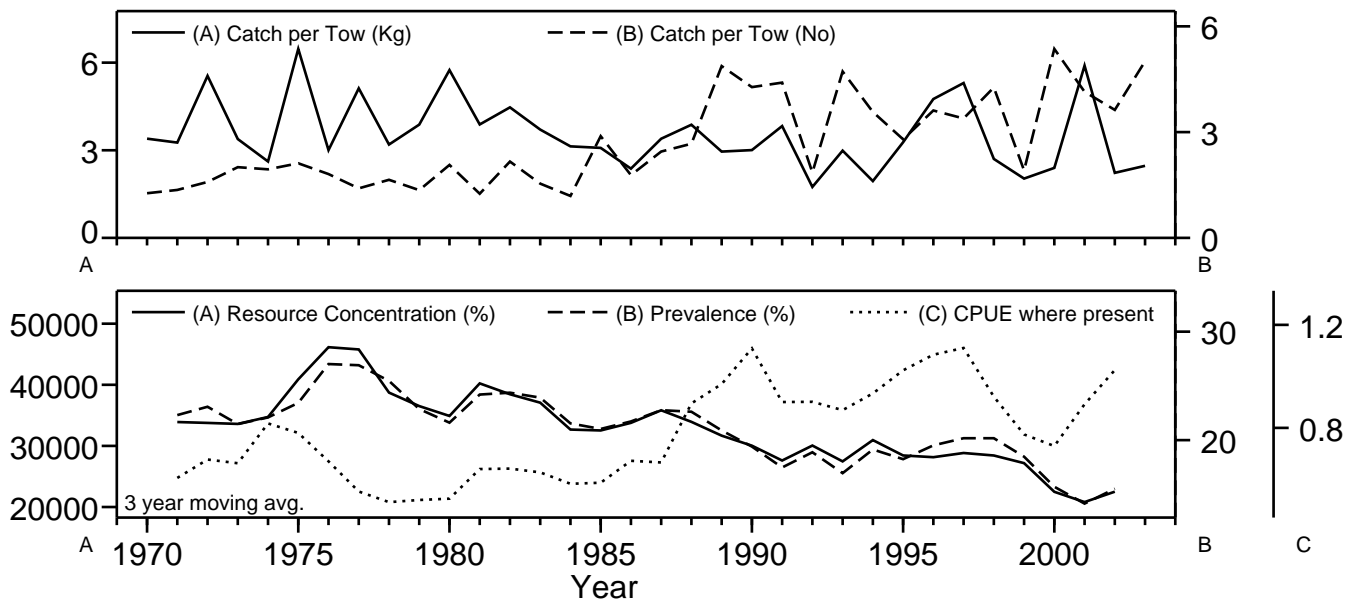 (A) Catch per Tow (Kg) (B) Catch per Tow (No)
6 6
3 3
0 0
A B
(A) Resource Concentration (%) (B) Prevalence (%) (C) CPUE where present
50000 30 1.2
40000
30000 20 0.8
20000
3 year moving avg.
A 1970 1975 1980 1985 1990 1995 2000 B C
Year